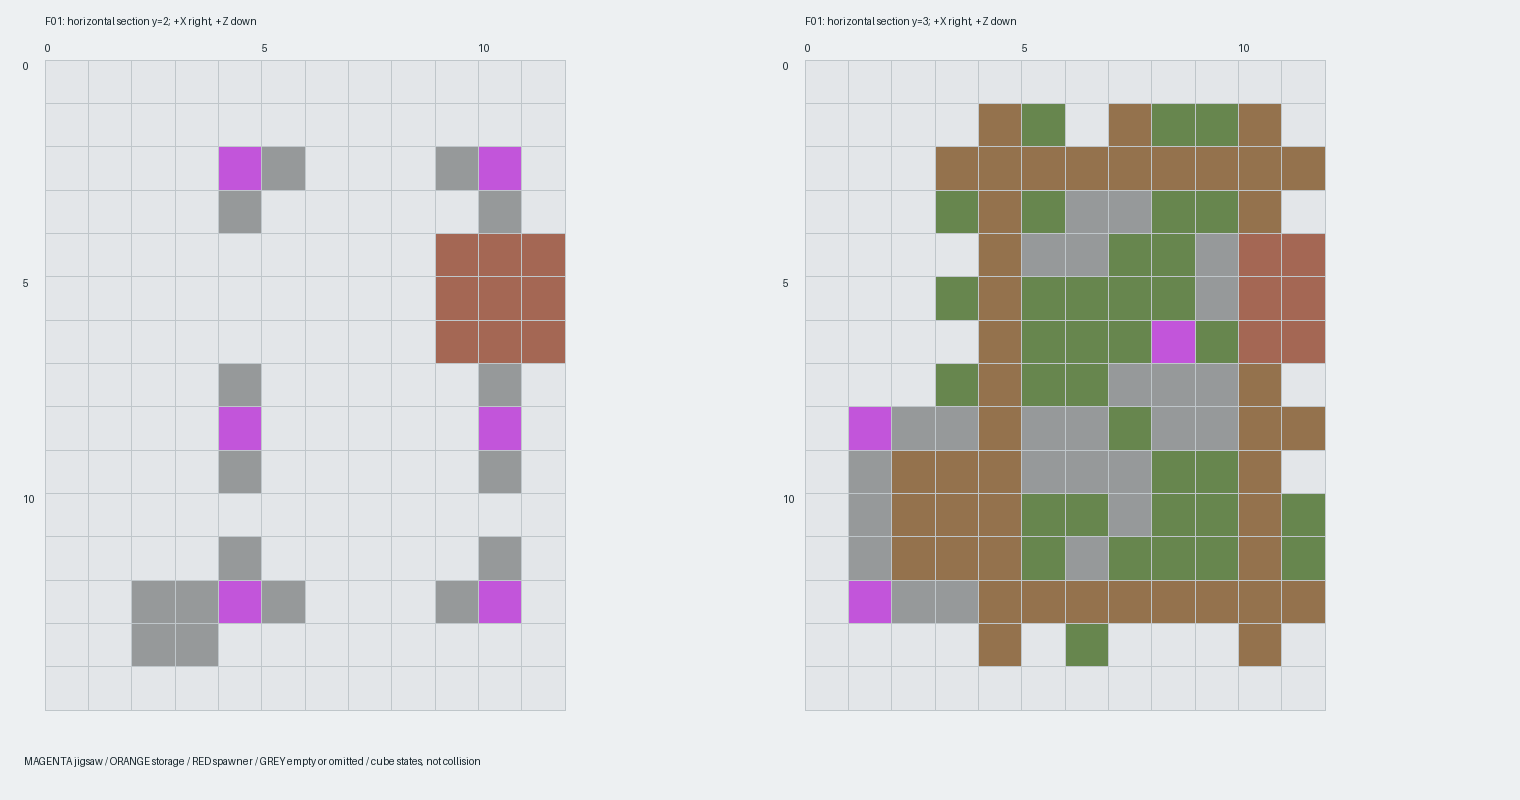 F01: horizontal section y=2; +X right, +Z down
F01: horizontal section y=3; +X right, +Z down
0 5 10
0 5 10
0
0
5
5
10
10
MAGENTA jigsaw / ORANGE storage / RED spawner / GREY empty or omitted / cube states, not collision